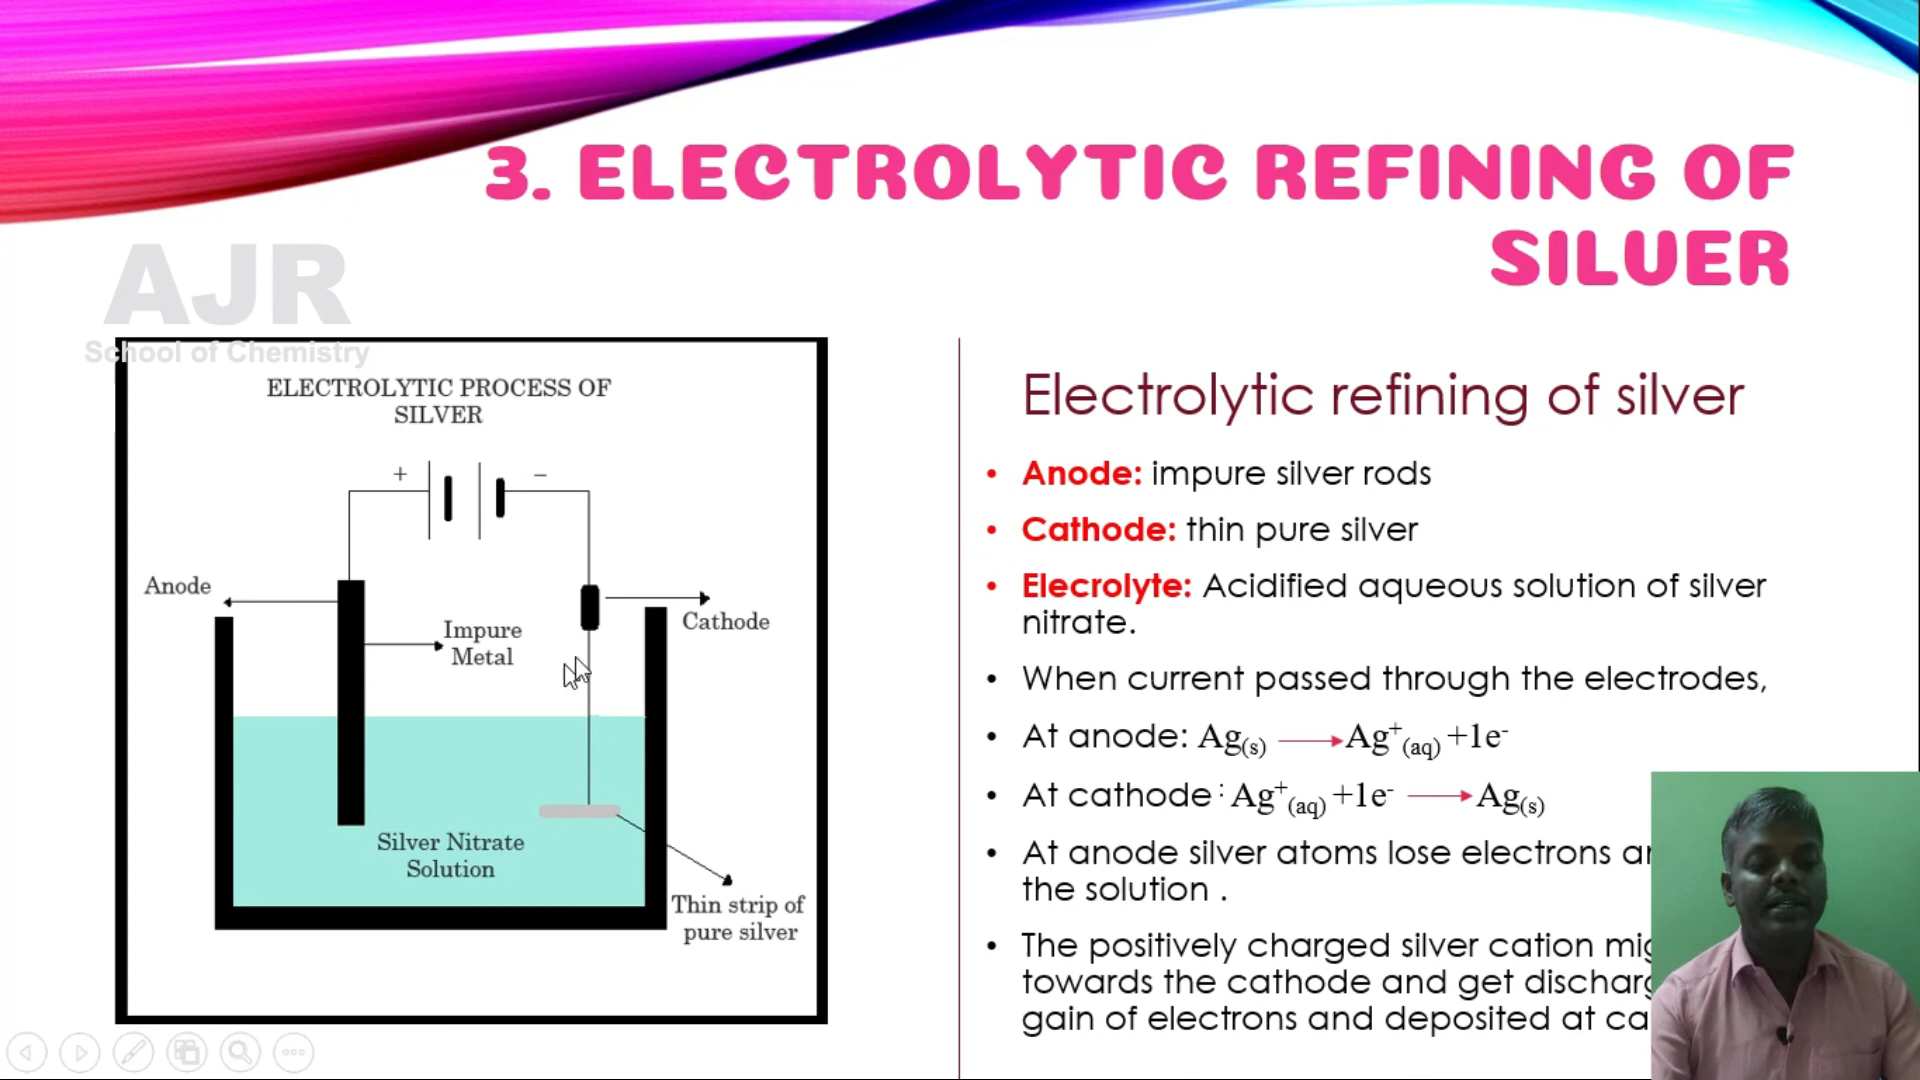 3. ELECTROLYTIC REFINING OF
SILVER
AJR
School of Chemistry
ELECTROLYTIC PROCESS OF
SILVER
+ −
Anode
Impure
Metal
Cathode
Silver Nitrate
Solution
Thin strip of
pure silver
Electrolytic refining of silver
• Anode: impure silver rods
• Cathode: thin pure silver
• Elecrolyte: Acidified aqueous solution of silver
nitrate.
• When current passed through the electrodes,
• At anode: Ag(s) ⟶ Ag⁺(aq) +1e⁻
• At cathode : Ag⁺(aq) +1e⁻ ⟶ Ag(s)
• At anode silver atoms lose electrons
the solution .
• The positively charged silver cation
towards the cathode and get
gain of electrons and deposited at